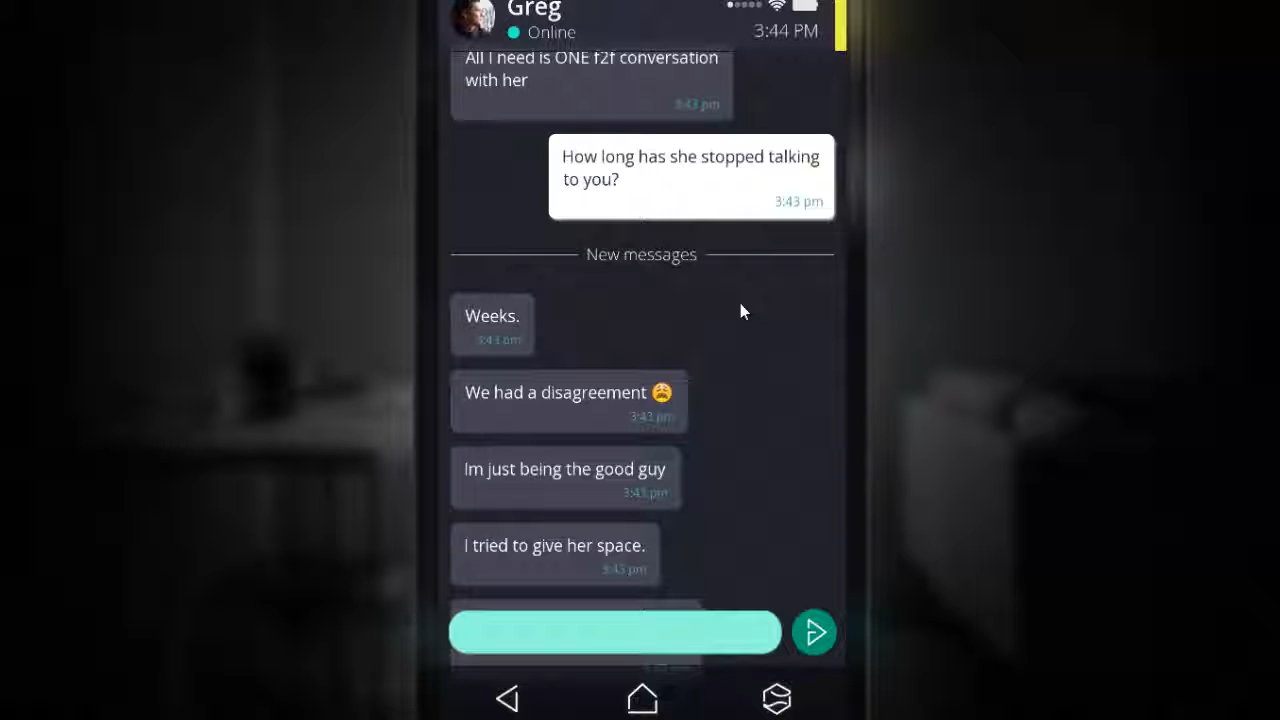 Greg
Online
3:44 PM
All I need is ONE f2f conversation
with her
3:43 pm
How long has she stopped talking
to you?
3:43 pm
New messages
Weeks.
3:43 pm
We had a disagreement 😩
3:43 pm
Im just being the good guy
3:43 pm
I tried to give her space.
3:43 pm